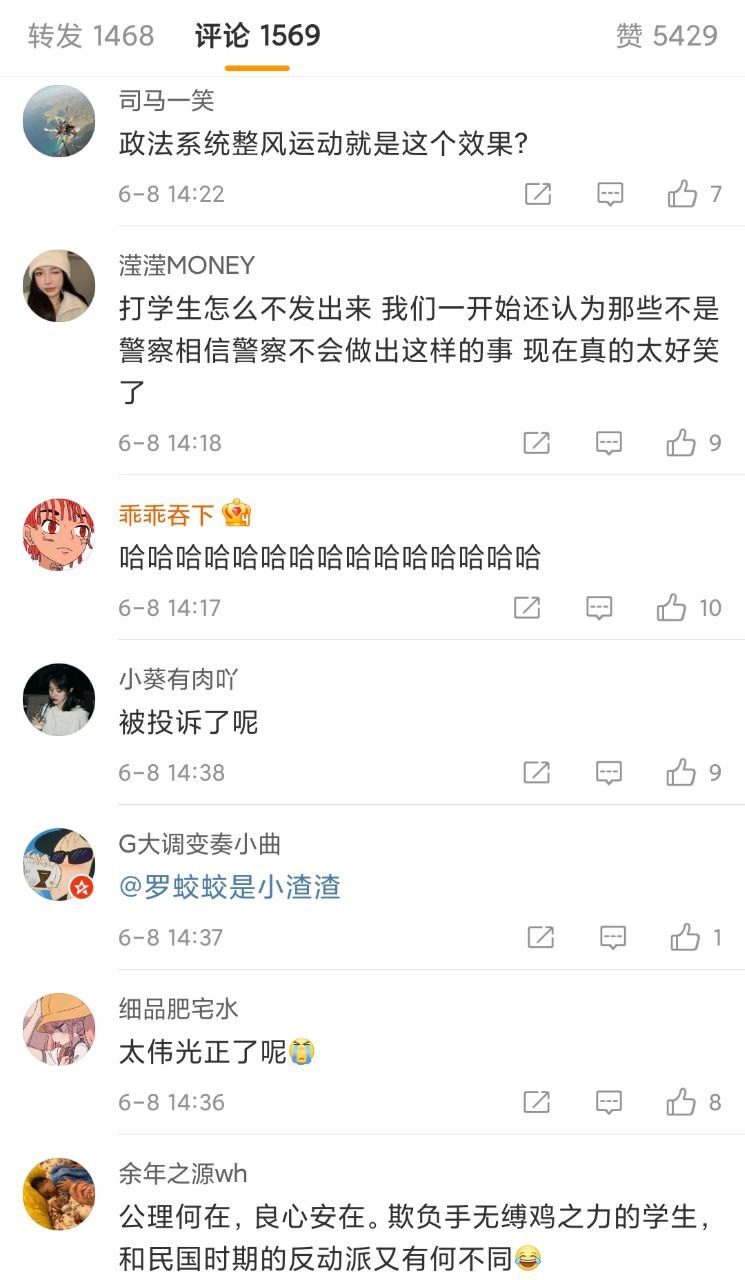 转发 1468 评论 1569 赞 5429
司马一笑
政法系统整风运动就是这个效果?
6-8 14:22 7
滢滢MONEY
打学生怎么不发出来 我们一开始还认为那些不是
警察相信警察不会做出这样的事 现在真的太好笑
了
6-8 14:18 9
乖乖吞下
哈哈哈哈哈哈哈哈哈哈哈哈哈哈哈
6-8 14:17 10
小葵有肉吖
被投诉了呢
6-8 14:38 9
G大调变奏小曲
@罗蛟蛟是小渣渣
6-8 14:37 1
细品肥宅水
太伟光正了呢😭
6-8 14:36 8
余年之源wh
公理何在，良心安在。欺负手无缚鸡之力的学生，
和民国时期的反动派又有何不同😂